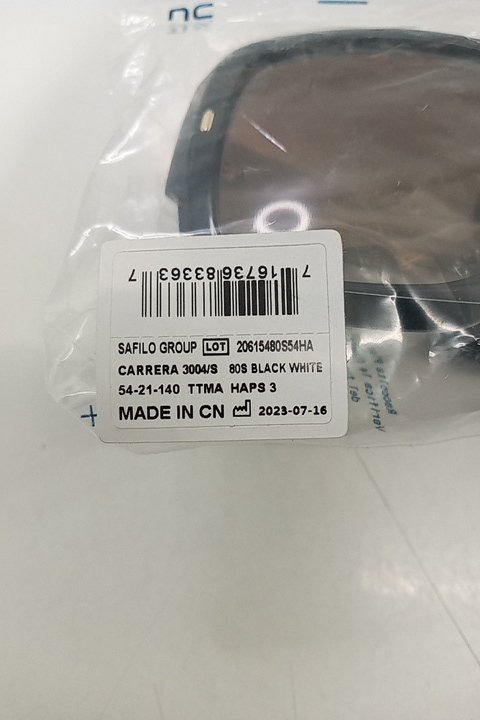 7 16736 83363 7
SAFILO GROUP LOT 20615480S54HA
CARRERA 3004/S 80S BLACK WHITE
54-21-140 TTMA HAPS 3
MADE IN CN 2023-07-16